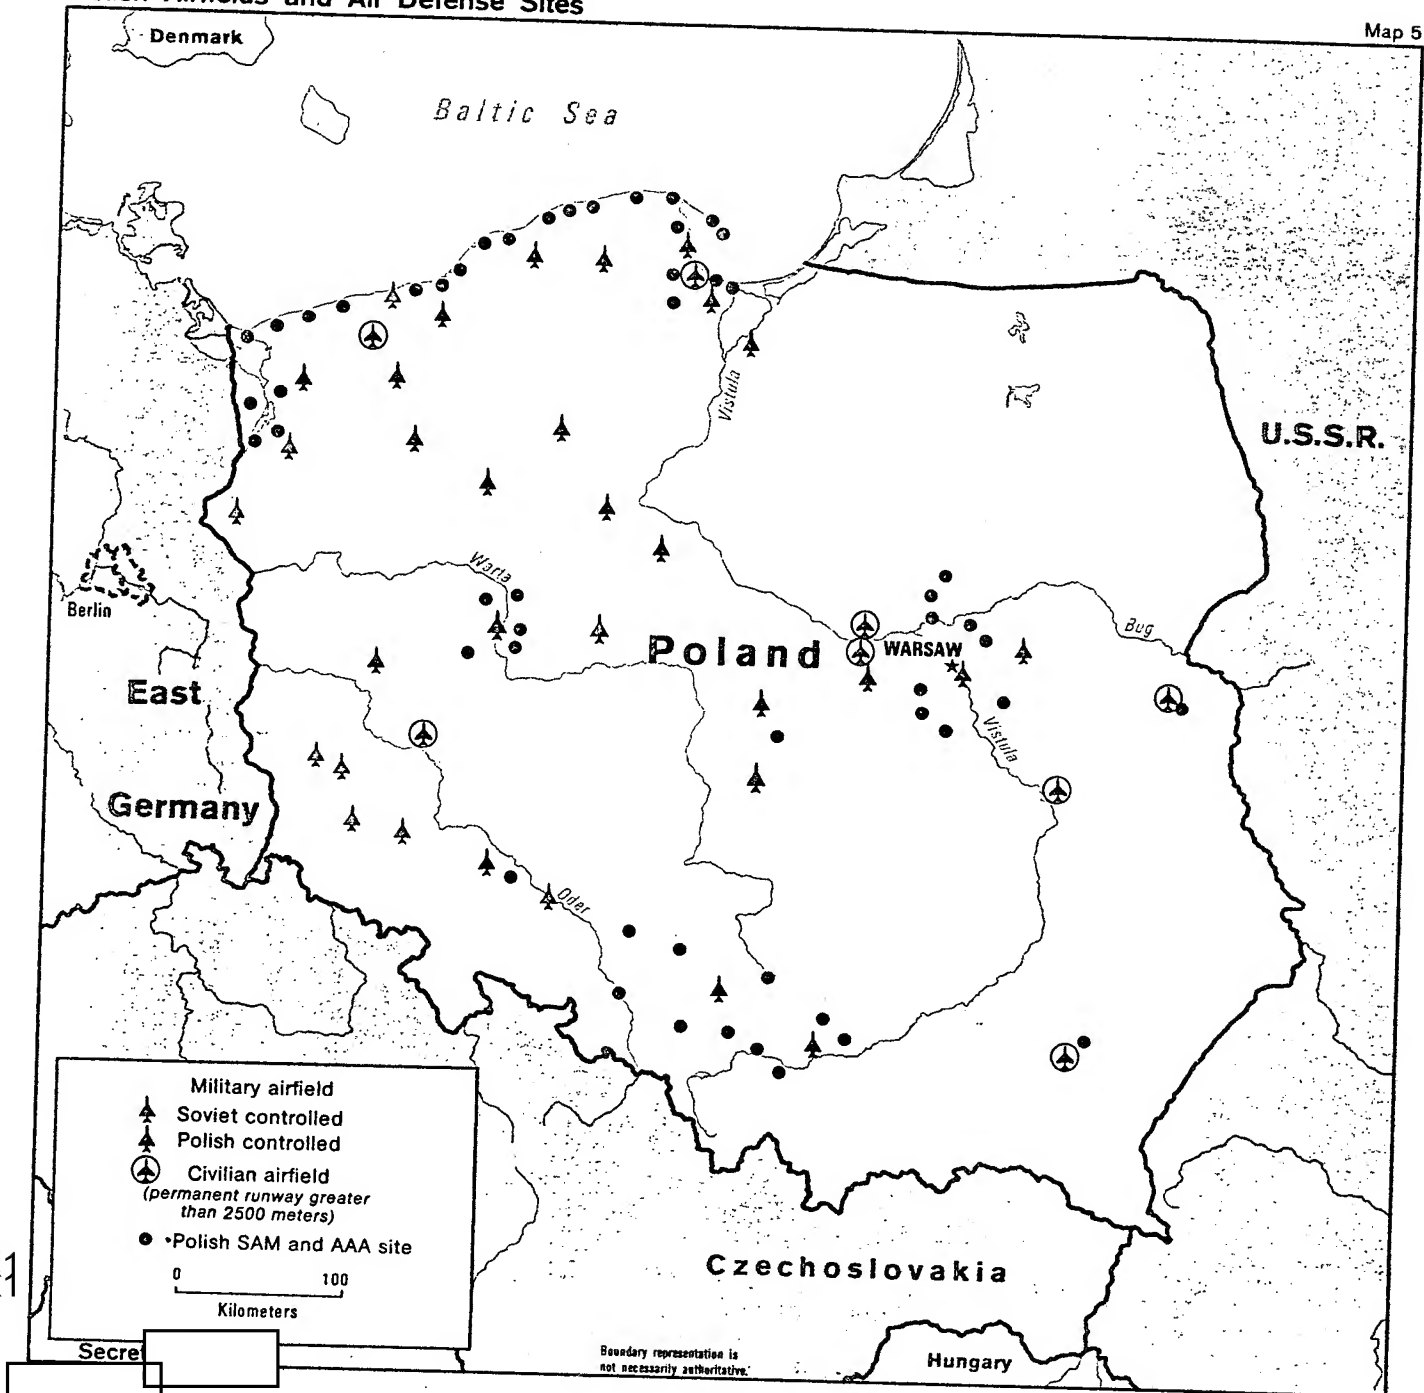 Airfields and Air Defense Sites
Map 5
Denmark
Baltic Sea
Vistula
U.S.S.R.
Warta
Berlin
Poland
WARSAW
Bug
East
Germany
Vistula
Oder
Military airfield
Soviet controlled
Polish controlled
Civilian airfield
(permanent runway greater
than 2500 meters)
Polish SAM and AAA site
0 100
Kilometers
Czechoslovakia
Hungary
Secret
Boundary representation is
not necessarily authoritative.
1